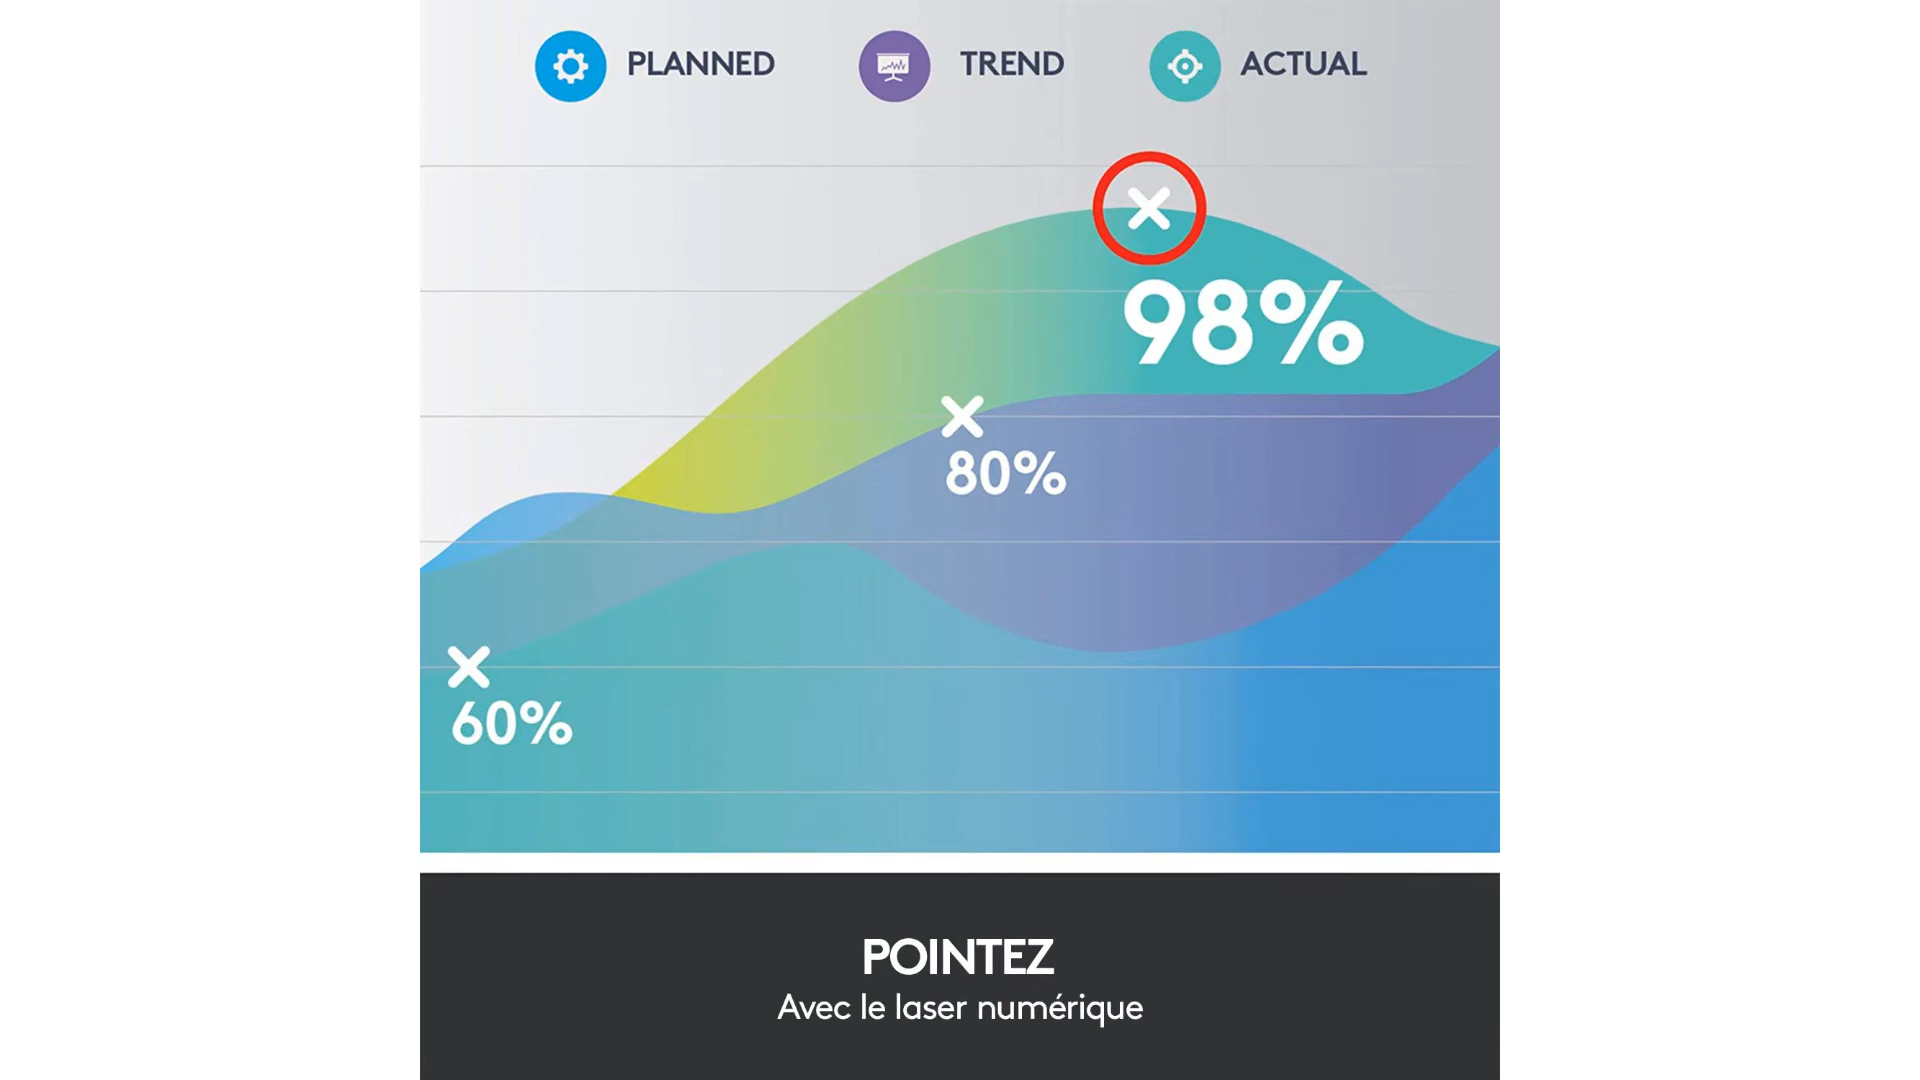 PLANNED
TREND
ACTUAL
98%
80%
60%
POINTEZ
Avec le laser numérique